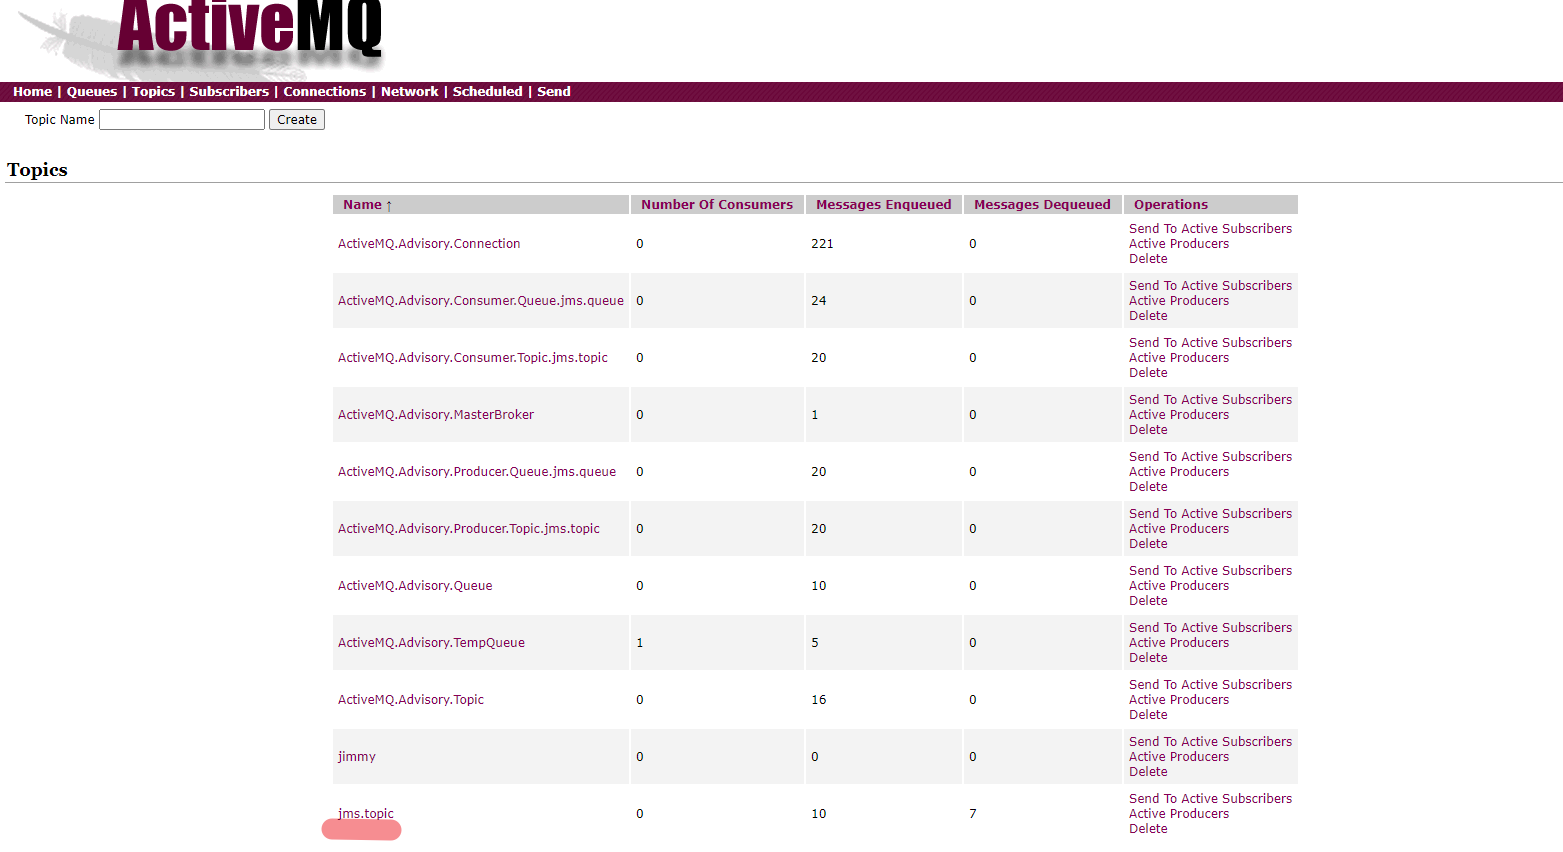 ActiveMQ
Home | Queues | Topics | Subscribers | Connections | Network | Scheduled | Send
Topic Name Create
Topics
Name ↑ Number Of Consumers Messages Enqueued Messages Dequeued Operations
ActiveMQ.Advisory.Connection 0 221 0 Send To Active Subscribers
Active Producers
Delete
ActiveMQ.Advisory.Consumer.Queue.jms.queue 0 24 0 Send To Active Subscribers
Active Producers
Delete
ActiveMQ.Advisory.Consumer.Topic.jms.topic 0 20 0 Send To Active Subscribers
Active Producers
Delete
ActiveMQ.Advisory.MasterBroker 0 1 0 Send To Active Subscribers
Active Producers
Delete
ActiveMQ.Advisory.Producer.Queue.jms.queue 0 20 0 Send To Active Subscribers
Active Producers
Delete
ActiveMQ.Advisory.Producer.Topic.jms.topic 0 20 0 Send To Active Subscribers
Active Producers
Delete
ActiveMQ.Advisory.Queue 0 10 0 Send To Active Subscribers
Active Producers
Delete
ActiveMQ.Advisory.TempQueue 1 5 0 Send To Active Subscribers
Active Producers
Delete
ActiveMQ.Advisory.Topic 0 16 0 Send To Active Subscribers
Active Producers
Delete
jimmy 0 0 0 Send To Active Subscribers
Active Producers
Delete
jms.topic 0 10 7 Send To Active Subscribers
Active Producers
Delete